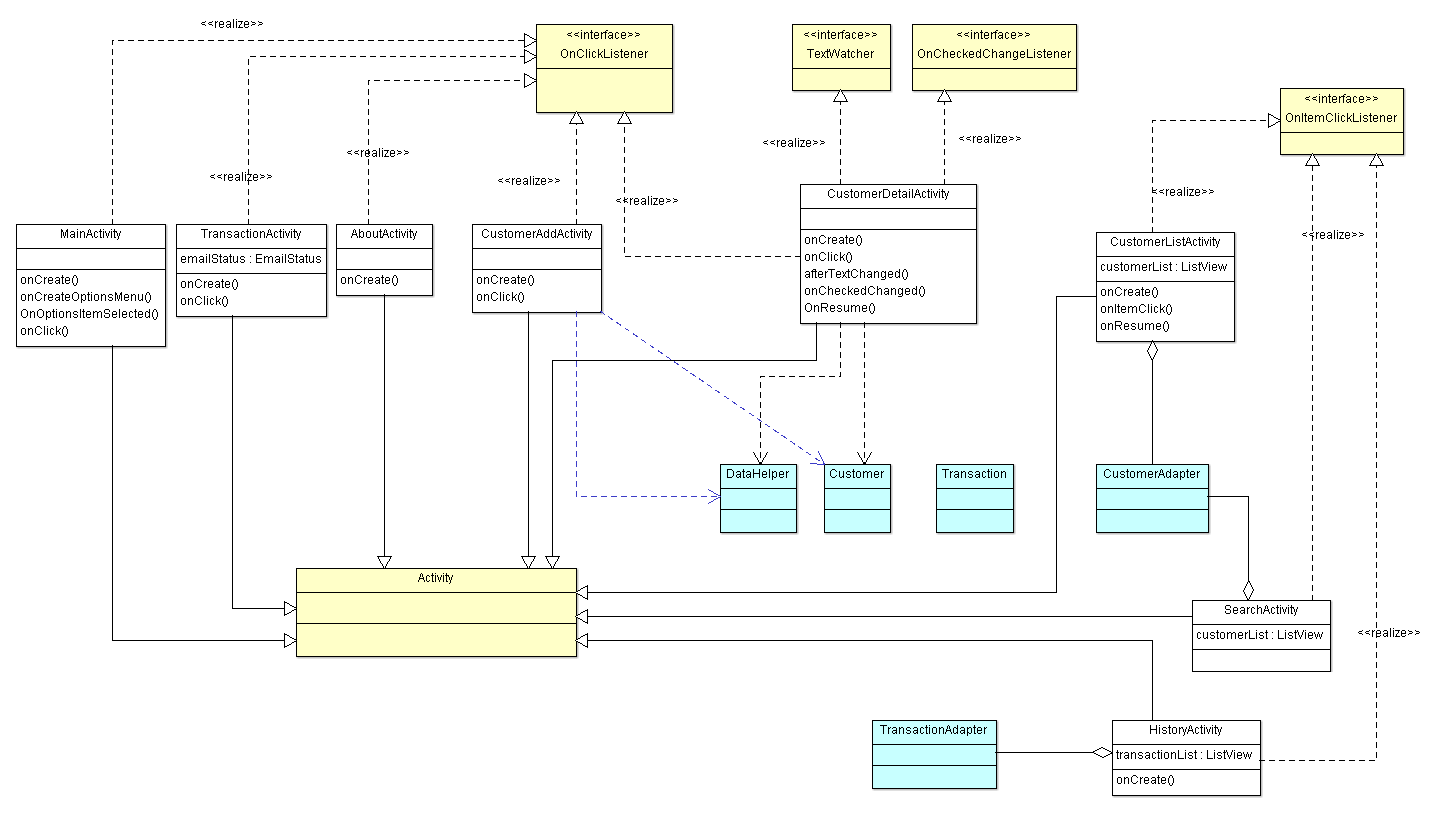 <<realize>>
<<interface>>
OnClickListener
<<interface>>
TextWatcher
<<interface>>
OnCheckedChangeListener
<<interface>>
OnItemClickListener
<<realize>>
<<realize>>
<<realize>>
<<realize>>
<<realize>>
<<realize>>
<<realize>>
<<realize>>
<<realize>>
MainActivity
onCreate()
onCreateOptionsMenu()
OnOptionsItemSelected()
onClick()
TransactionActivity
emailStatus : EmailStatus
onCreate()
onClick()
AboutActivity
onCreate()
CustomerAddActivity
onCreate()
onClick()
CustomerDetailActivity
onCreate()
onClick()
afterTextChanged()
onCheckedChanged()
OnResume()
CustomerListActivity
customerList : ListView
onCreate()
onItemClick()
onResume()
DataHelper
Customer
Transaction
CustomerAdapter
Activity
SearchActivity
customerList : ListView
<<realize>>
TransactionAdapter
HistoryActivity
transactionList : ListView
onCreate()